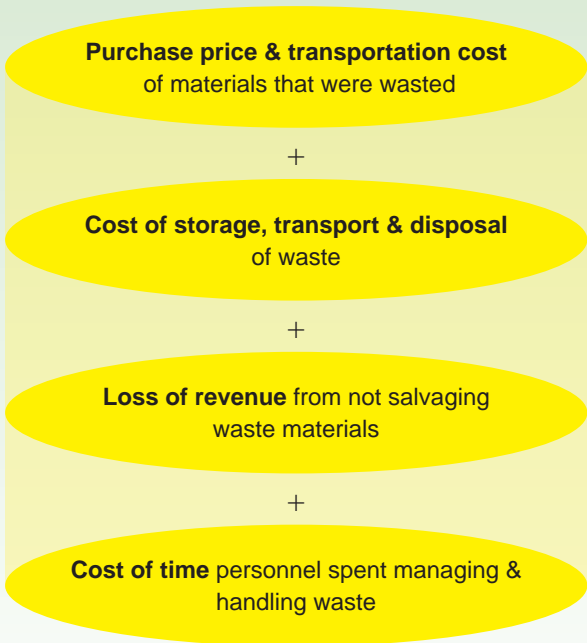 Purchase price & transportation cost
of materials that were wasted
+
Cost of storage, transport & disposal
of waste
+
Loss of revenue from not salvaging
waste materials
+
Cost of time personnel spent managing &
handling waste